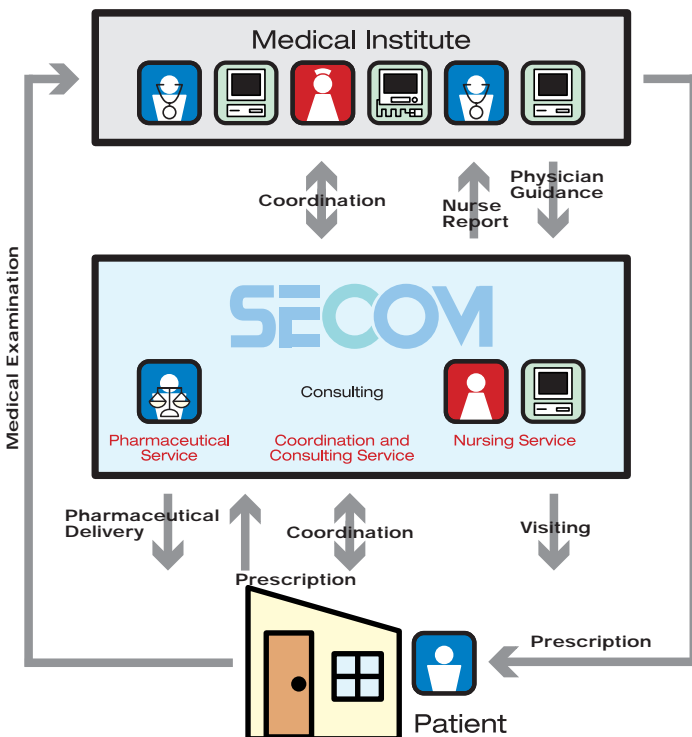 Medical Institute
Coordination
Nurse
Report
Physician
Guidance
Medical Examination
SECOM
Consulting
Pharmaceutical
Service
Coordination and
Consulting Service
Nursing Service
Pharmaceutical
Delivery
Prescription
Coordination
Visiting
Prescription
Patient